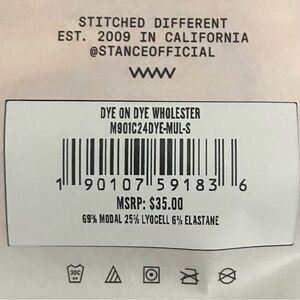 STITCHED DIFFERENT
EST. 2009 IN CALIFORNIA
@STANCEOFFICIAL
DYE ON DYE WHOLESTER
M901C24DYE-MUL-S
1 90107 59183 6
MSRP: $35.00
69% MODAL 25% LYOCELL 6% ELASTANE
30C